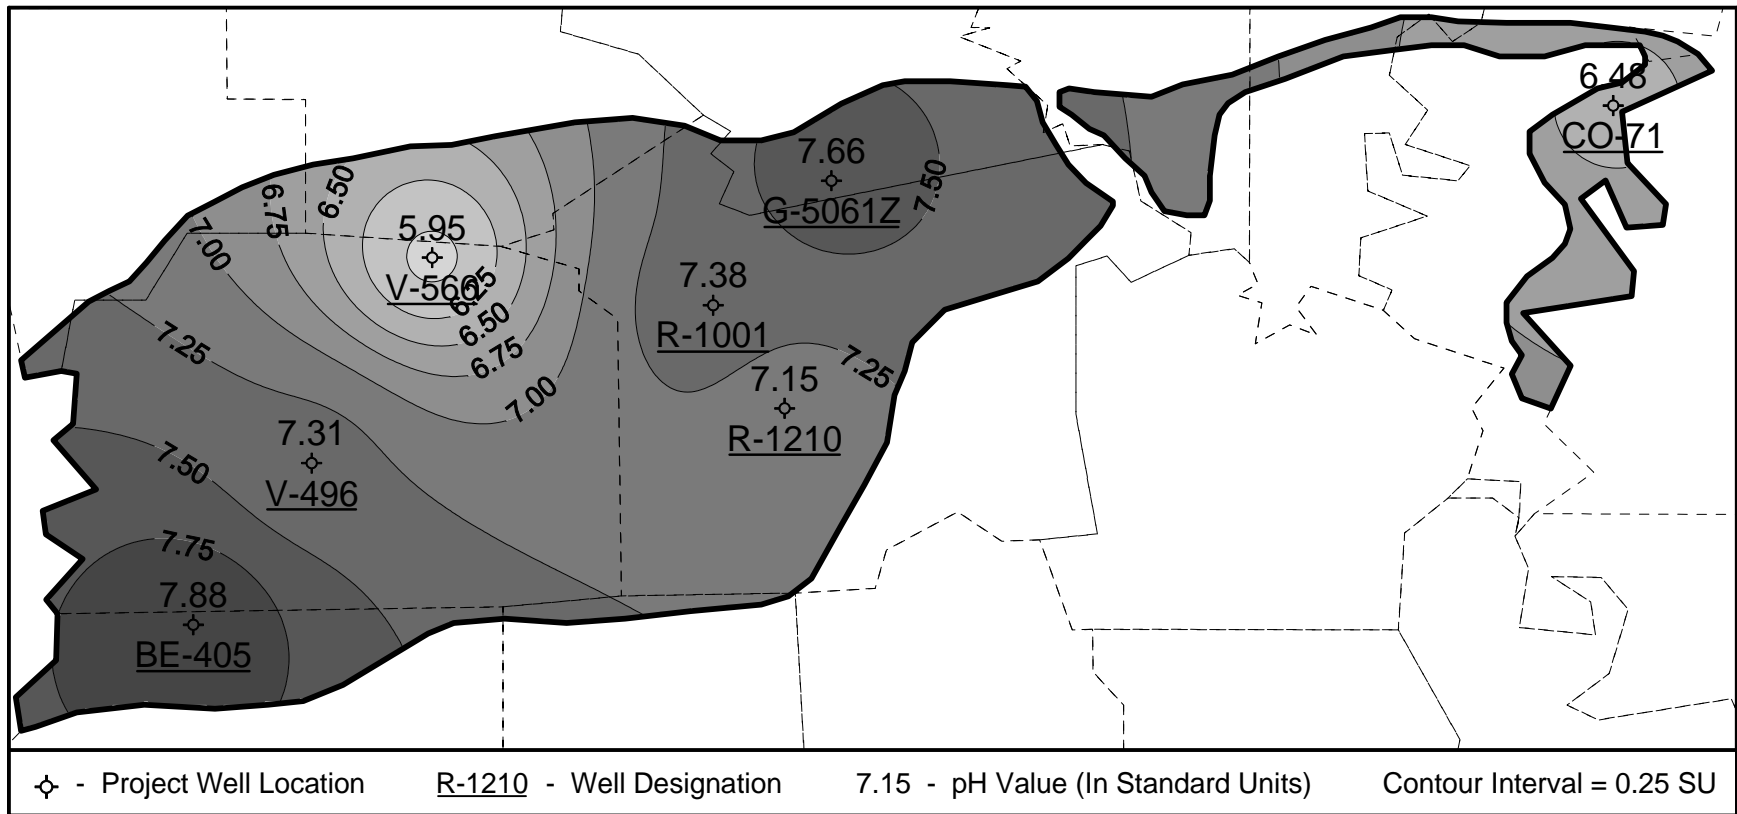 6.48
CO-71
7.66
G-5061Z
7.50
6.50
6.75
7.00
5.95
V-566
6.25
6.50
6.75
7.00
7.38
R-1001
7.25
7.15
R-1210
7.25
7.31
V-496
7.50
7.75
7.88
BE-405
- Project Well Location R-1210 - Well Designation 7.15 - pH Value (In Standard Units) Contour Interval = 0.25 SU